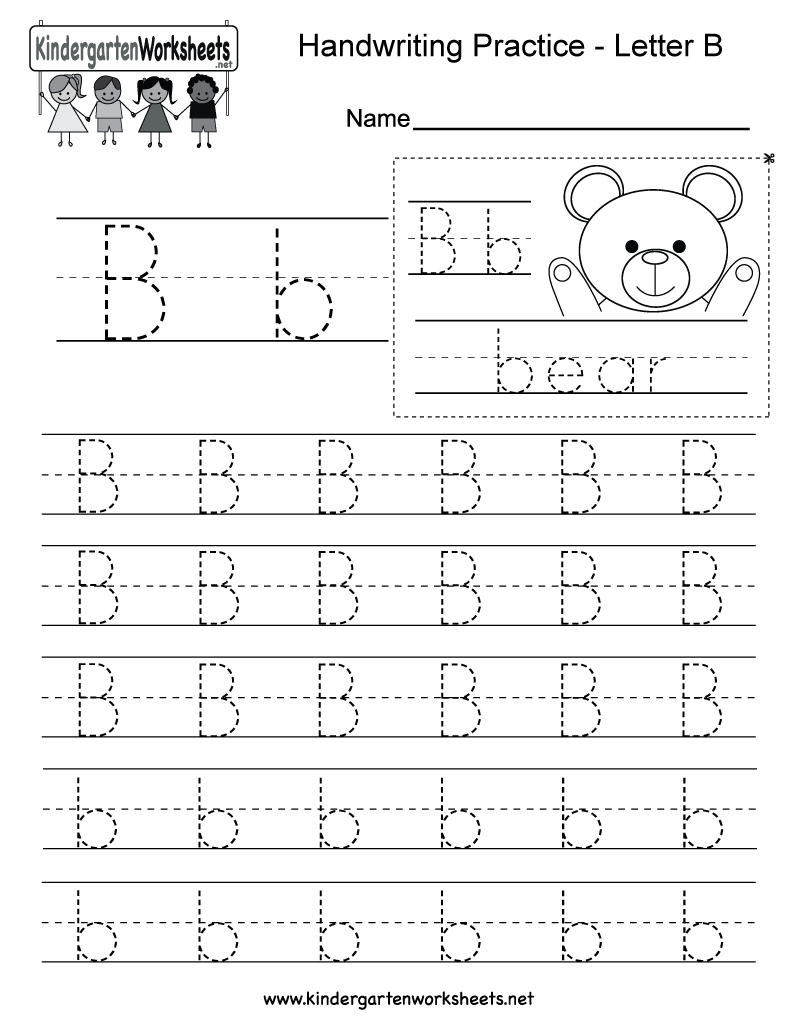 KindergartenWorksheets
.net
Handwriting Practice - Letter B
Name
B b
B b
bear
B B B B B B
B B B B B B
B B B B B B
b b b b b b
b b b b b b
www.kindergartenworksheets.net